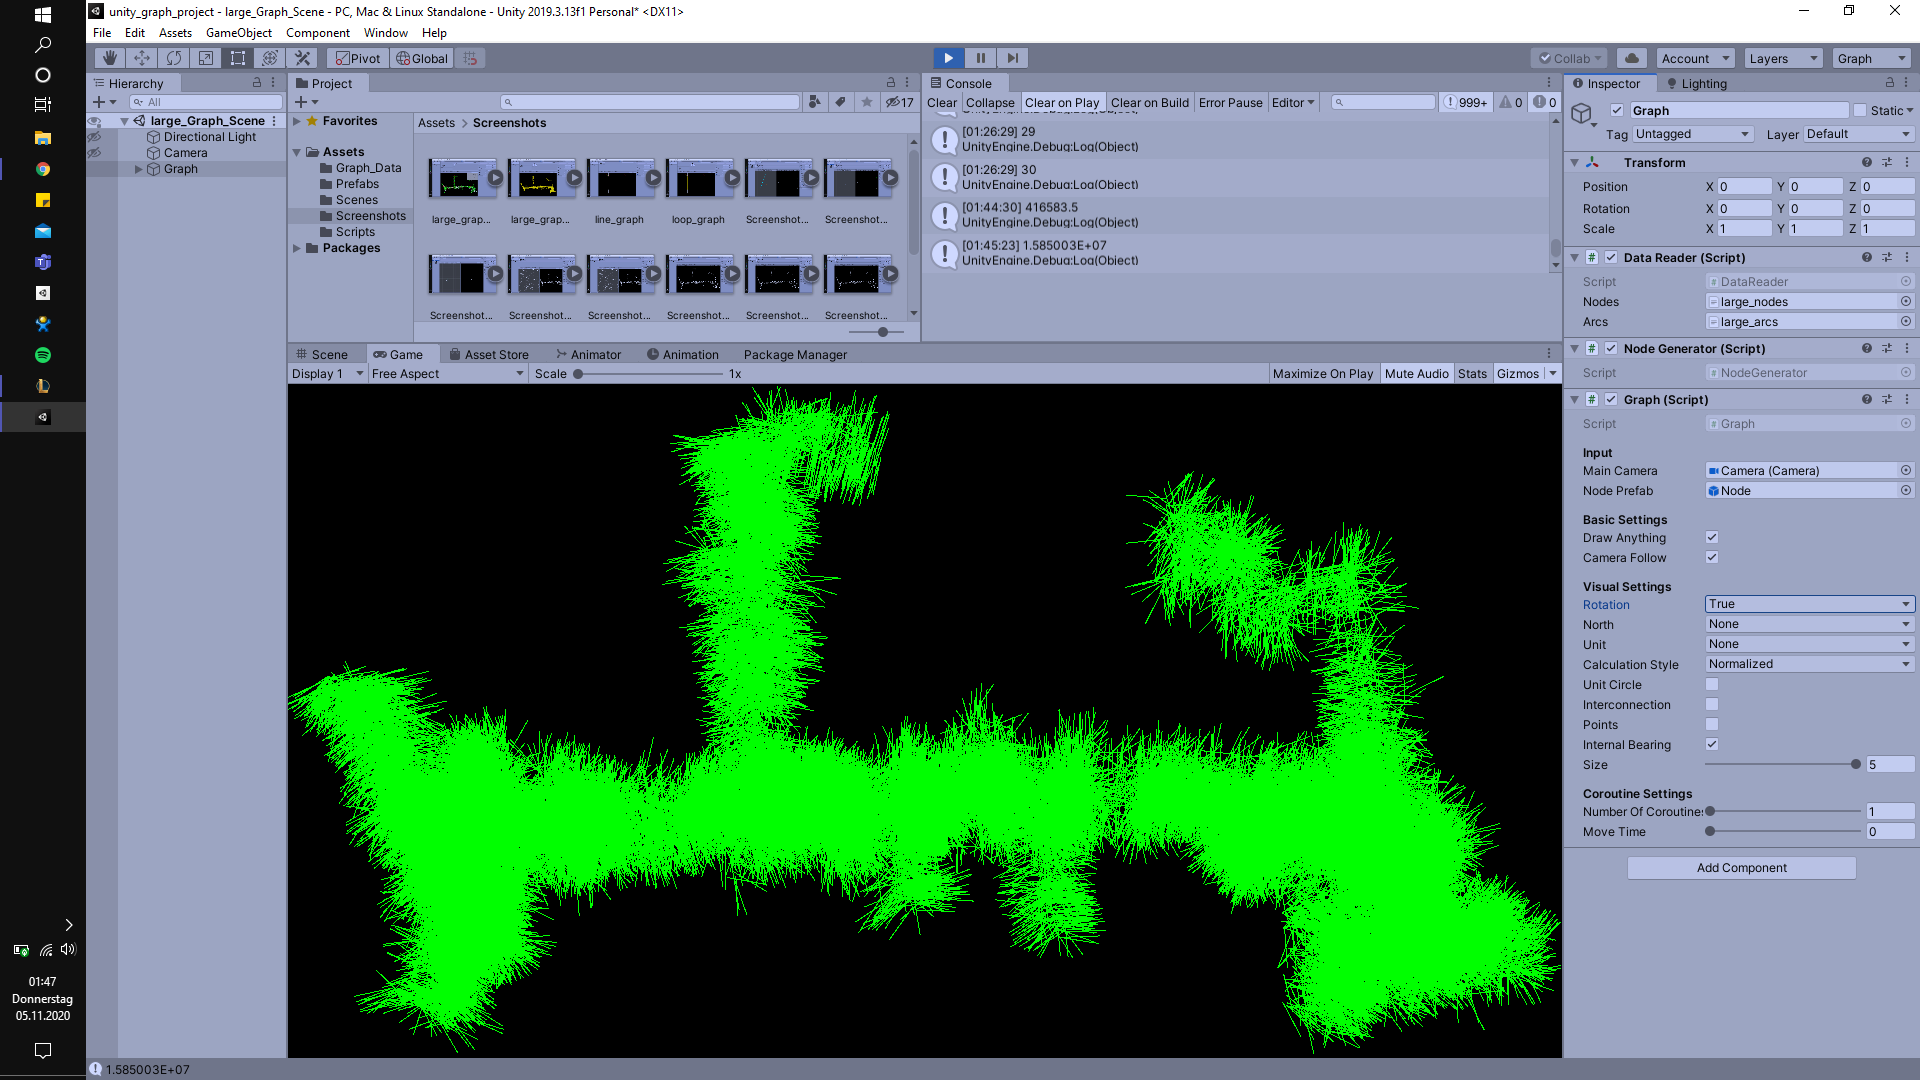 unity_graph_project - large_Graph_Scene - PC, Mac & Linux Standalone - Unity 2019.3.13f1 Personal* <DX11>
File Edit Assets GameObject Component Window Help
Pivot Global Collab Account Layers Graph
Hierarchy
All
large_Graph_Scene
Directional Light
Camera
Graph
Project
17
Favorites
Assets
Graph_Data
Prefabs
Scenes
Screenshots
Scripts
Packages
Assets > Screenshots
large_grap... large_grap... line_graph loop_graph Screenshot... Screenshot...
Screenshot... Screenshot... Screenshot... Screenshot... Screenshot... Screenshot...
Console
Clear Collapse Clear on Play Clear on Build Error Pause Editor 999+ 0 0
UnityEngine.Debug:Log(Object)
[01:26:29] 29
UnityEngine.Debug:Log(Object)
[01:26:29] 30
UnityEngine.Debug:Log(Object)
[01:44:30] 416583.5
UnityEngine.Debug:Log(Object)
[01:45:23] 1.585003E+07
UnityEngine.Debug:Log(Object)
Scene Game Asset Store Animator Animation Package Manager
Display 1 Free Aspect Scale 1x Maximize On Play Mute Audio Stats Gizmos
Inspector Lighting
Graph Static
Tag Untagged Layer Default
Transform
Position X 0 Y 0 Z 0
Rotation X 0 Y 0 Z 0
Scale X 1 Y 1 Z 1
# Data Reader (Script)
Script # DataReader
Nodes large_nodes
Arcs large_arcs
# Node Generator (Script)
Script # NodeGenerator
# Graph (Script)
Script # Graph
Input
Main Camera Camera (Camera)
Node Prefab Node
Basic Settings
Draw Anything
Camera Follow
Visual Settings
Rotation True
North None
Unit None
Calculation Style Normalized
Unit Circle
Interconnection
Points
Internal Bearing
Size 5
Coroutine Settings
Number Of Coroutine: 1
Move Time 0
Add Component
01:47
Donnerstag
05.11.2020
1.585003E+07